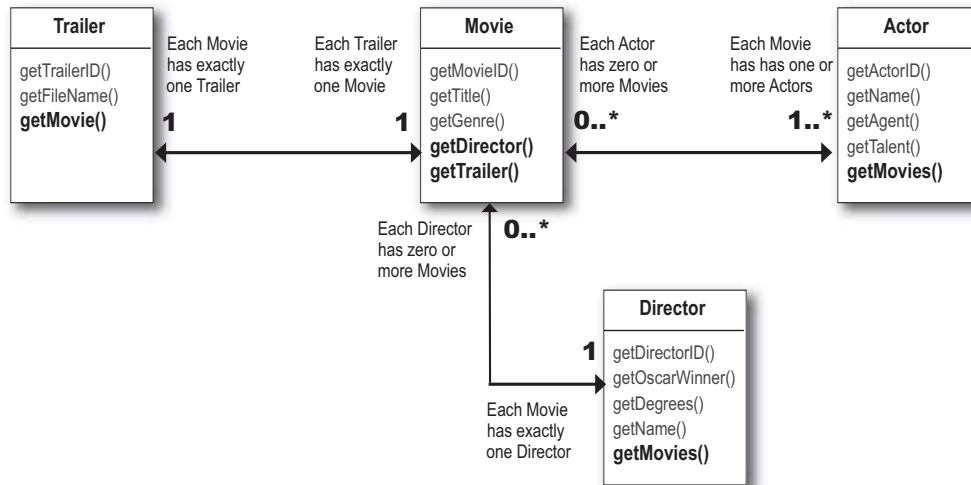 Trailer
getTrailerID()
getFileName()
getMovie()
Each Movie
has exactly
one Trailer
1
Each Trailer
has exactly
one Movie
1
Movie
getMovieID()
getTitle()
getGenre()
getDirector()
getTrailer()
Each Actor
has zero or
more Movies
0..*
Each Movie
has has one or
more Actors
1..*
Actor
getActorID()
getName()
getAgent()
getTalent()
getMovies()
Each Director
has zero or
more Movies
0..*
1
Each Movie
has exactly
one Director
Director
getDirectorID()
getOscarWinner()
getDegrees()
getName()
getMovies()